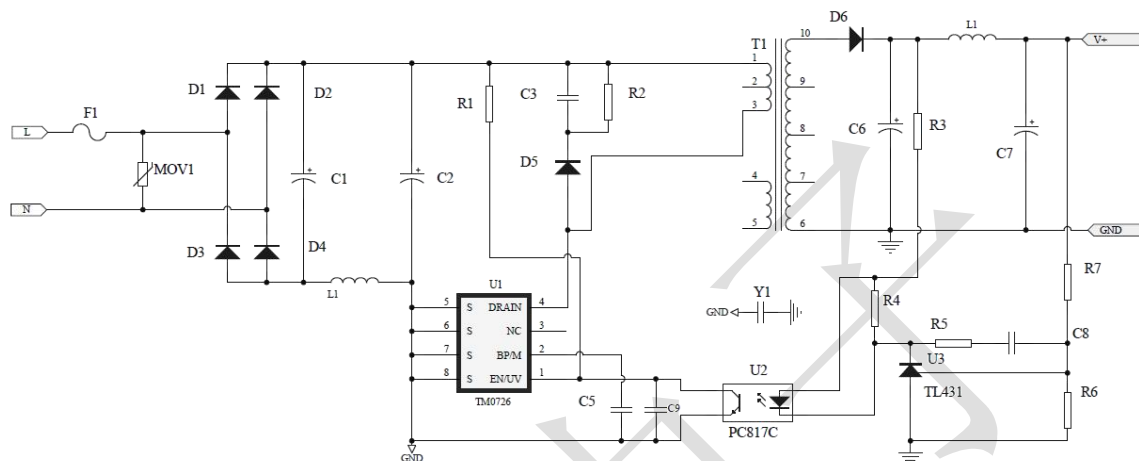 D6
L1
T1
10
V+
1
D1
D2
R1
C3
R2
2
9
F1
3
C6
R3
L
8
C7
MOV1
C1
C2
D5
4
7
N
5
6
GND
D3
D4
R7
L1
U1
Y1
R4
5
S
DRAIN
4
GND
6
S
NC
3
R5
C8
7
S
BP/M
2
U2
U3
8
S
EN/UV
1
TL431
R6
TM0726
C5
C9
PC817C
GND